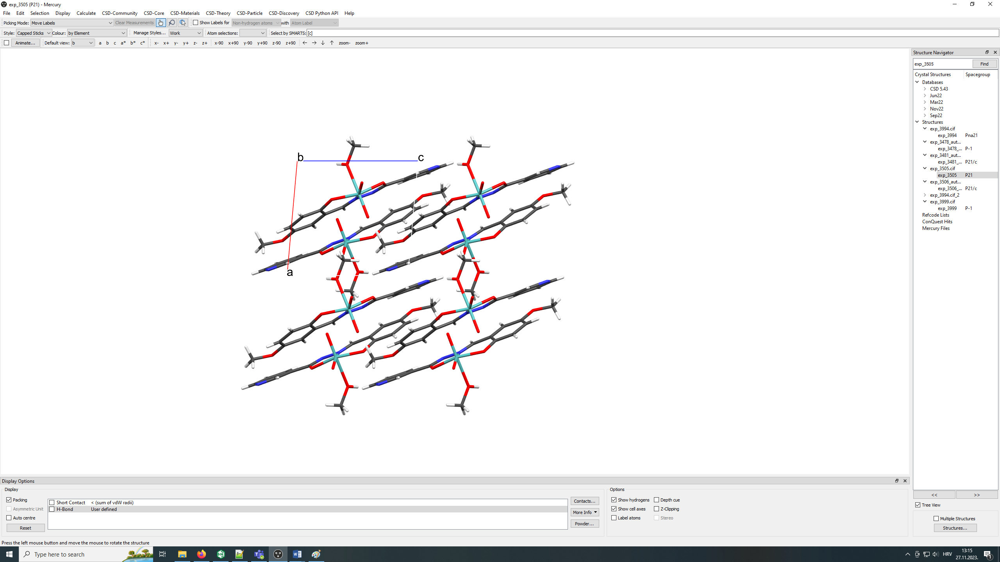 exp_3505 (P21) - Mercury
File Edit Selection Display Calculate CSD-Community CSD-Core CSD-Materials CSD-Theory CSD-Particle CSD-Discovery CSD Python API Help
Picking Mode: Move Labels Clear Measurements Show Labels for Non-hydrogen atoms with Atom Label
Style: Capped Sticks Colour: by Element Manage Styles... Work Atom selections: Select by SMARTS: [c]
Animate... Default view: b a b c a* b* c* x- x+ y- y+ z- z+ x-90 x+90 y-90 y+90 z-90 z+90 zoom- zoom+
b c
a
Structure Navigator
exp_3505 Find
Crystal Structures Spacegroup
Databases
CSD 5.43
Jun22
Mar22
Nov22
Sep22
Structures
exp_3994.cif
exp_3994 Pna21
exp_3478_aut...
exp_3478_... P-1
exp_3481_aut...
exp_3481_... P21/c
exp_3505.cif
exp_3505 P21
exp_3506_aut...
exp_3506_... P21/c
exp_3994.cif_2
exp_3999.cif
exp_3999 P-1
Refcode Lists
ConQuest Hits
Mercury Files
<< >>
Tree View
Multiple Structures
Structures...
Display Options
Display
Packing
Asymmetric Unit
Auto centre
Reset
Short Contact < (sum of vdW radii)
H-Bond User defined
Contacts...
More Info
Powder...
Options
Show hydrogens Depth cue
Show cell axes Z-Clipping
Label atoms Stereo
Press the left mouse button and move the mouse to rotate the structure
Type here to search
HRV
13:15
27.11.2023.
1